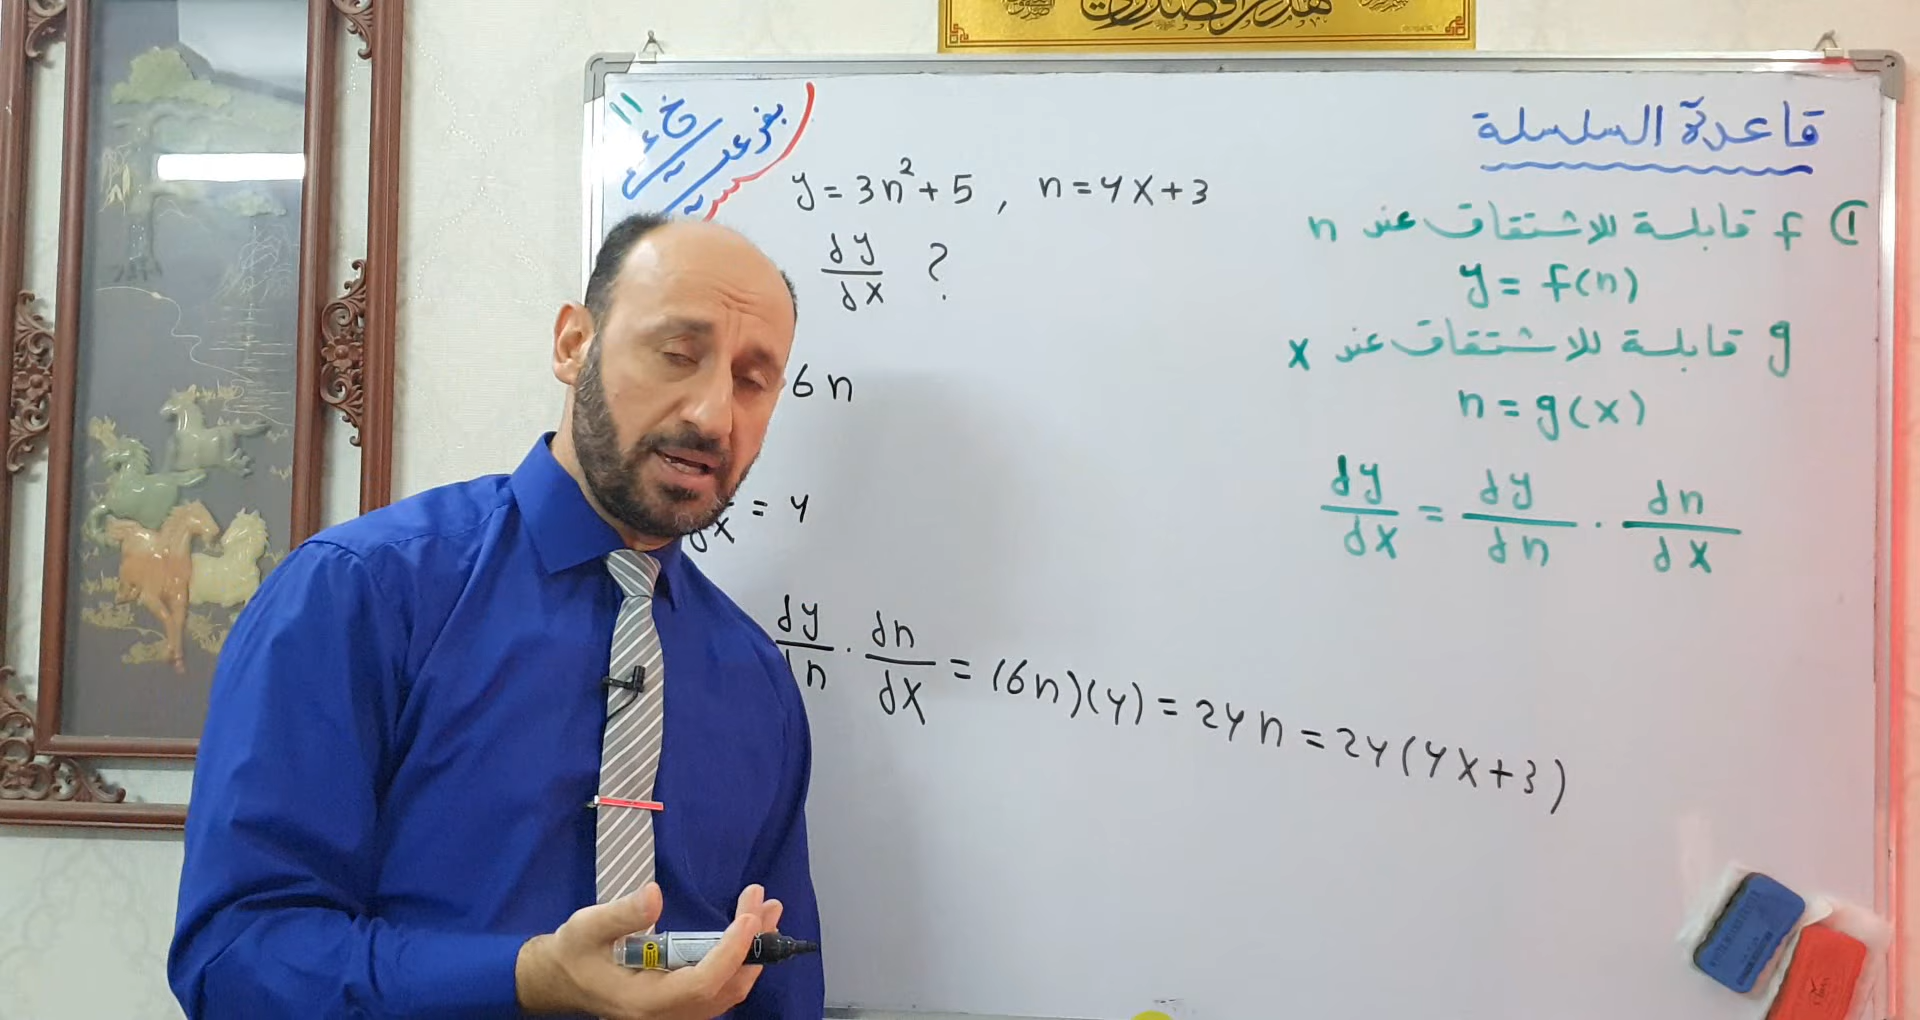 قاعدة السلسلة
① f قابلة للاشتقاق عند n
y = f(n)
g قابلة للاشتقاق عند x
n = g(x)
dy/dx = dy/dn . dn/dx
y = 3n² + 5 , n = 4x + 3
dy/dx ?
6n
dx = 4
dy/dn . dn/dx = (6n)(4) = 24n = 24(4x+3)